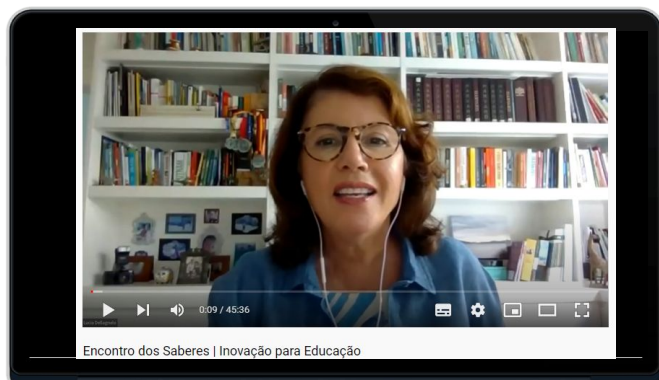 0:09 / 45:36
Encontro dos Saberes | Inovação para Educação